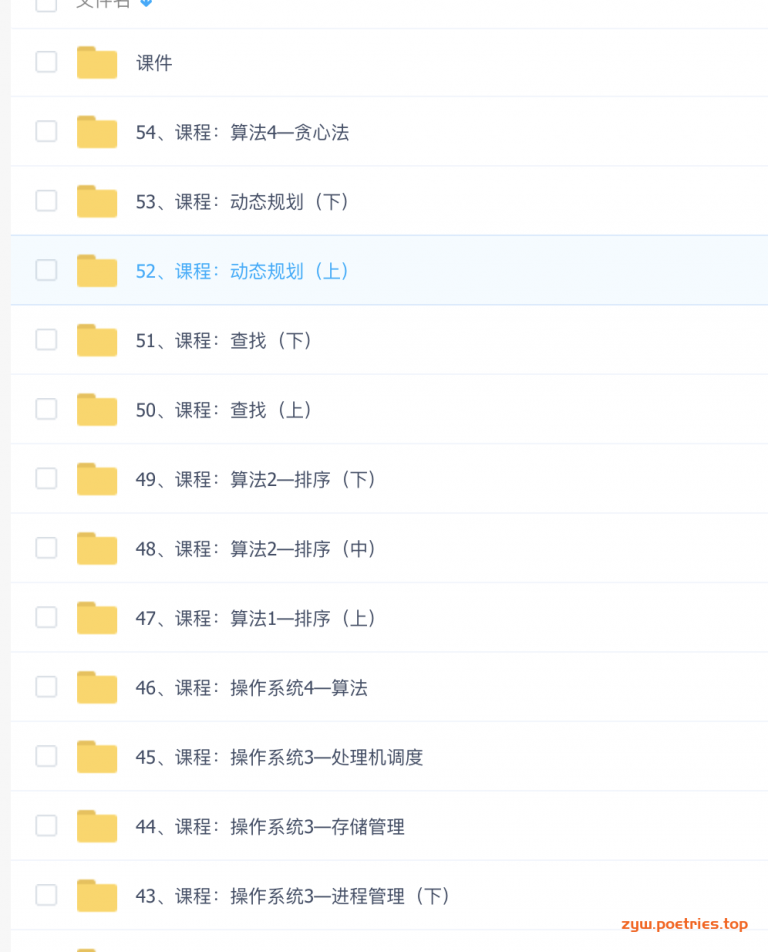 文件名
课件
54、课程：算法4—贪心法
53、课程：动态规划（下）
52、课程：动态规划（上）
51、课程：查找（下）
50、课程：查找（上）
49、课程：算法2—排序（下）
48、课程：算法2—排序（中）
47、课程：算法1—排序（上）
46、课程：操作系统4—算法
45、课程：操作系统3—处理机调度
44、课程：操作系统3—存储管理
43、课程：操作系统3—进程管理（下）
zyw.poetries.top